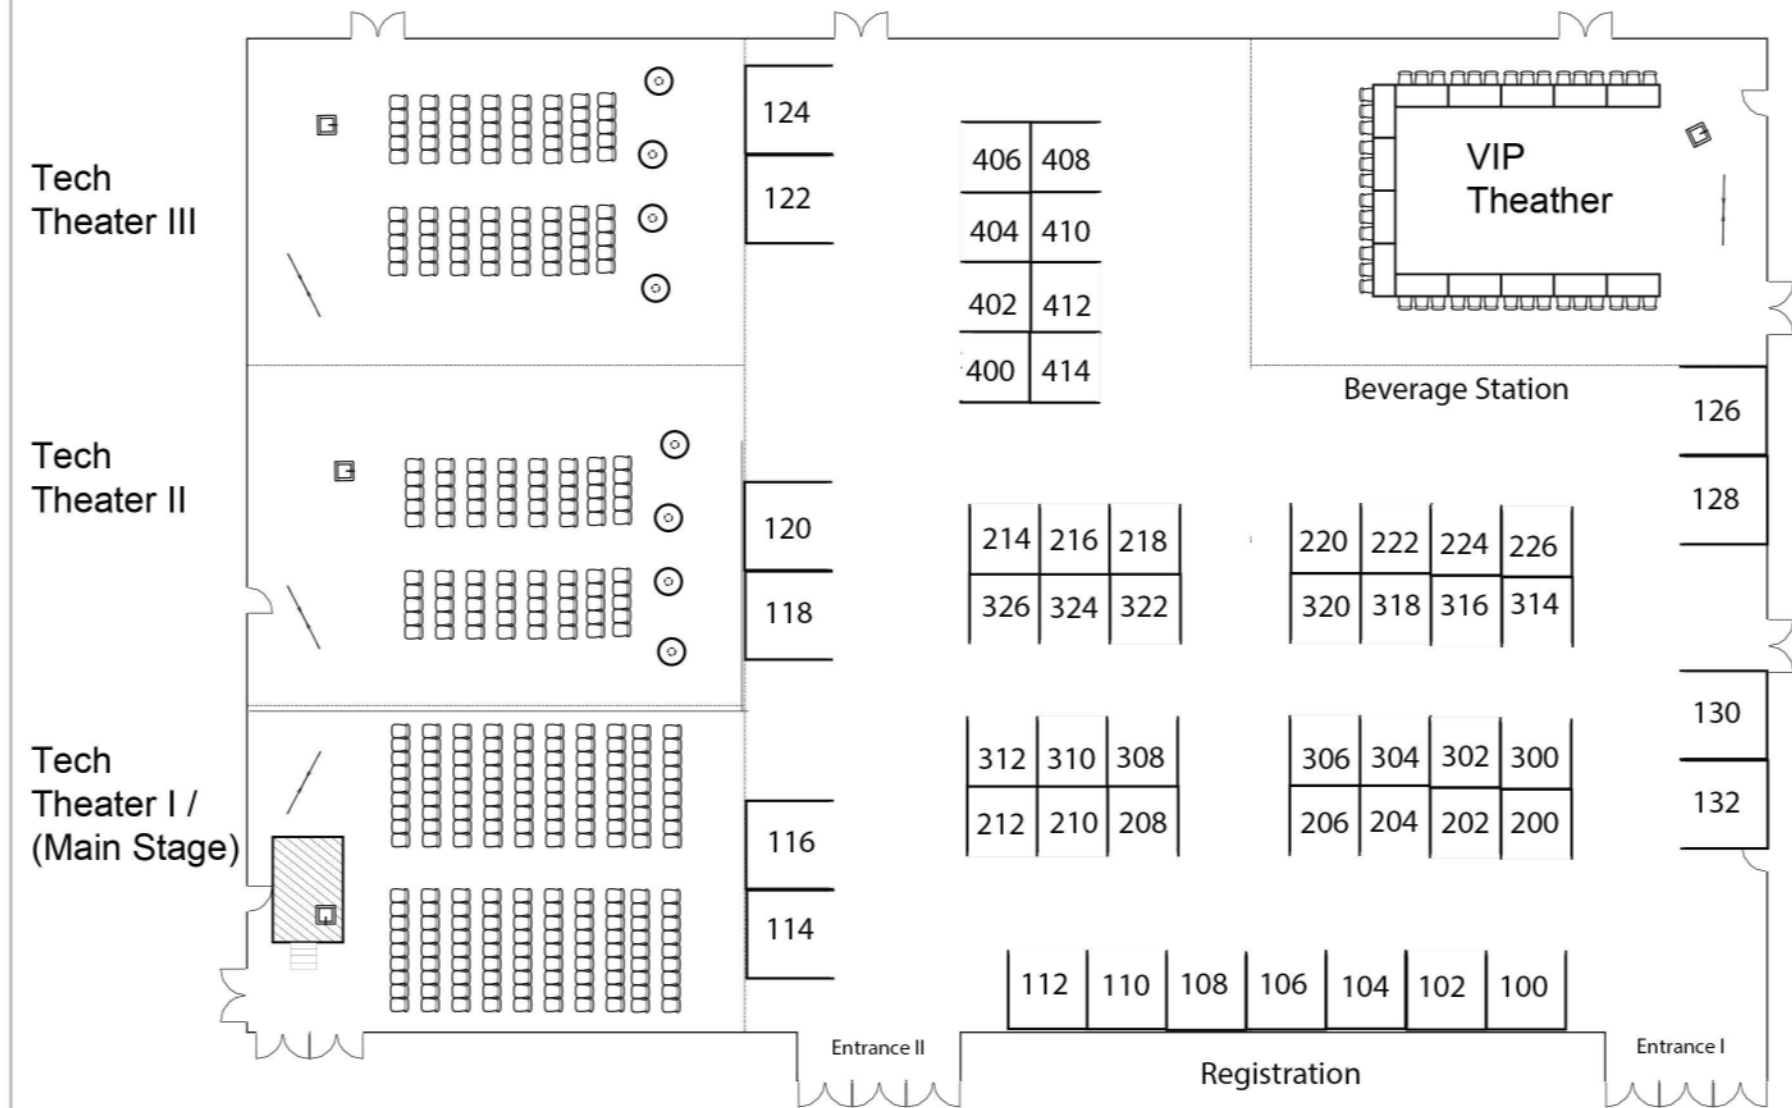 Tech
Theater III
124
122
406 408
404 410
402 412
400 414
VIP
Theather
Beverage Station
126
128
Tech
Theater II
120
118
214 216 218
326 324 322
220 222 224 226
320 318 316 314
Tech
Theater I /
(Main Stage)
116
114
312 310 308
212 210 208
306 304 302 300
206 204 202 200
130
132
112 110 108 106 104 102 100
Entrance II
Registration
Entrance I